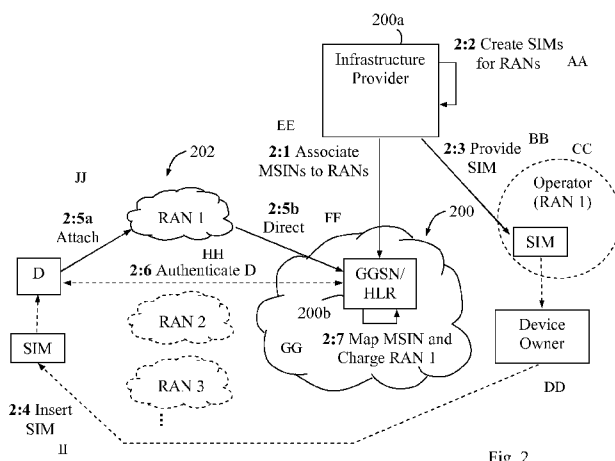 200a
2:2 Create SIMs
for RANs
AA
Infrastructure
Provider
EE
BB
CC
2:1 Associate
MSINs to RANs
2:3 Provide
SIM
202
JJ
Operator
(RAN 1)
2:5a
Attach
RAN 1
2:5b
Direct
FF
200
SIM
HH
2:6 Authenticate D
D
GGSN/
HLR
200b
RAN 2
Device
Owner
SIM
GG
2:7 Map MSIN and
Charge RAN 1
RAN 3
DD
2:4 Insert
SIM
II
Fig. 2